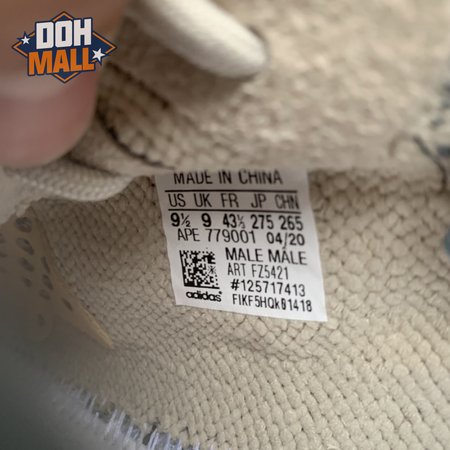 DOH
MALL
MADE IN CHINA
US UK FR JP CHN
9½ 9 43⅓ 275 265
APE 779001 04/20
MALE MÂLE
ART FZ5421
#125717413
adidas
FIKF5HQk01418